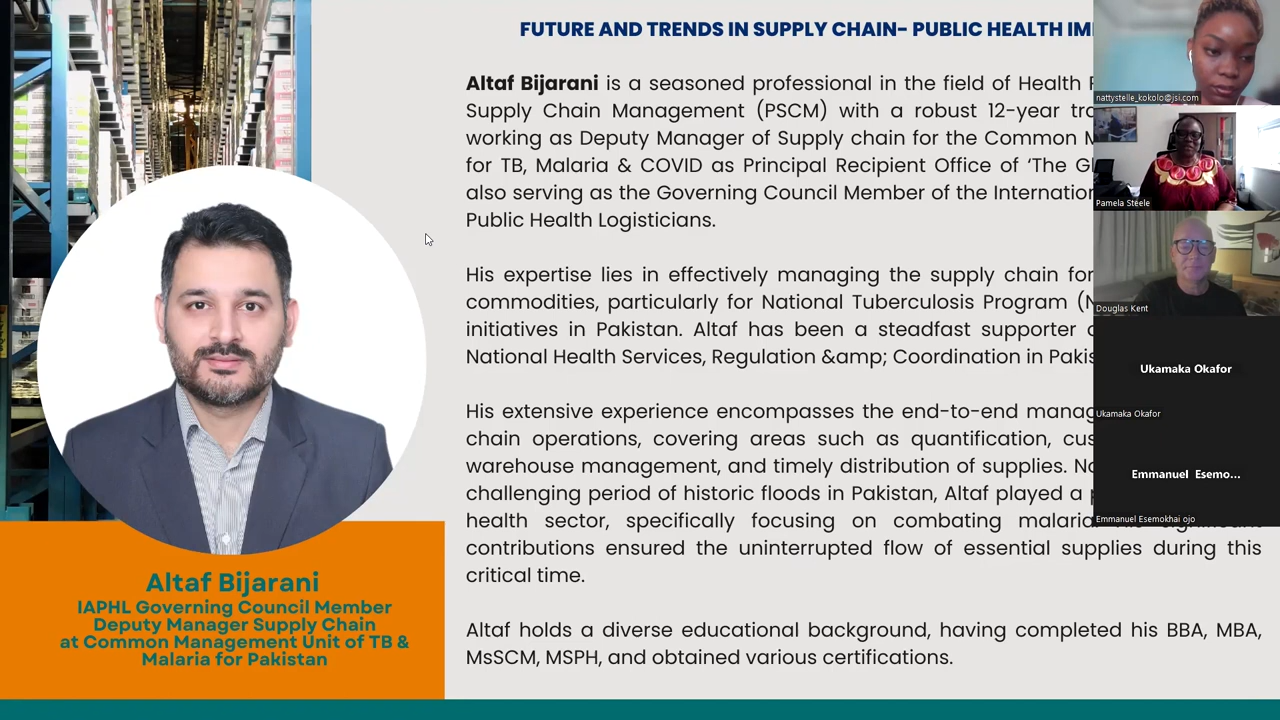 FUTURE AND TRENDS IN SUPPLY CHAIN- PUBLIC HEALTH
Altaf Bijarani is a seasoned professional in the field of Health
Supply Chain Management (PSCM) with a robust 12-year
working as Deputy Manager of Supply chain for the Common
for TB, Malaria & COVID as Principal Recipient Office of ‘The
also serving as the Governing Council Member of the
Public Health Logisticians.
His expertise lies in effectively managing the supply chain for
commodities, particularly for National Tuberculosis Program
initiatives in Pakistan. Altaf has been a steadfast supporter
National Health Services, Regulation &amp; Coordination in
His extensive experience encompasses the end-to-end
chain operations, covering areas such as quantification,
warehouse management, and timely distribution of supplies.
challenging period of historic floods in Pakistan, Altaf played a
health sector, specifically focusing on combating malaria.
contributions ensured the uninterrupted flow of essential supplies during this
critical time.
Altaf holds a diverse educational background, having completed his BBA, MBA,
MsSCM, MSPH, and obtained various certifications.
Altaf Bijarani
IAPHL Governing Council Member
Deputy Manager Supply Chain
at Common Management Unit of TB &
Malaria for Pakistan
nattystelle_kokolo@jsi.com
Pamela Steele
Douglas Kent
Ukamaka Okafor
Ukamaka Okafor
Emmanuel Esemo...
Emmanuel Esemokhai ojo